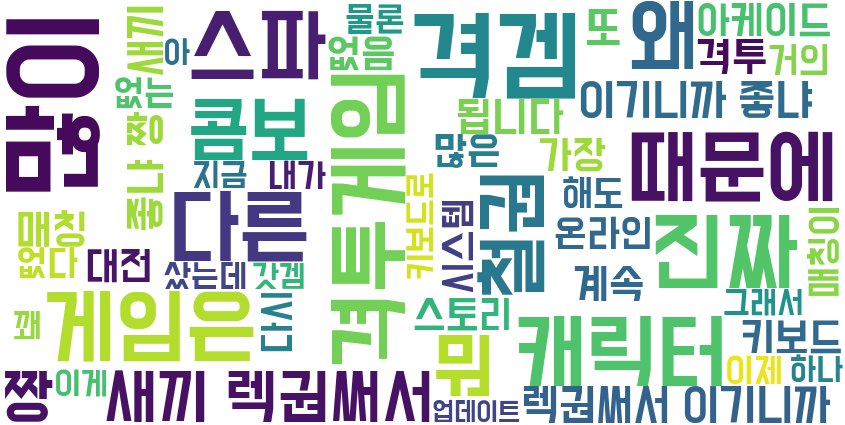 이런
스파
격겜
왜
물론
또
아케이드
격투
거의
없음
새끼
아
없는
좋냐 짱
콤보
됩니다
이기니까 좋냐
때문에
많은
가장
지금
내가
격투게임
다른
매칭
없다
대전
샀는데
갓겜
키보드로
시스템
철권
해도
온라인
진짜
매칭이
계속
그래서
게임은
꽤
다시
스토리
뭔
캐릭터
키보드
이제
하나
짱
이게
새끼 렉권써서
업데이트
렉권써서 이기니까